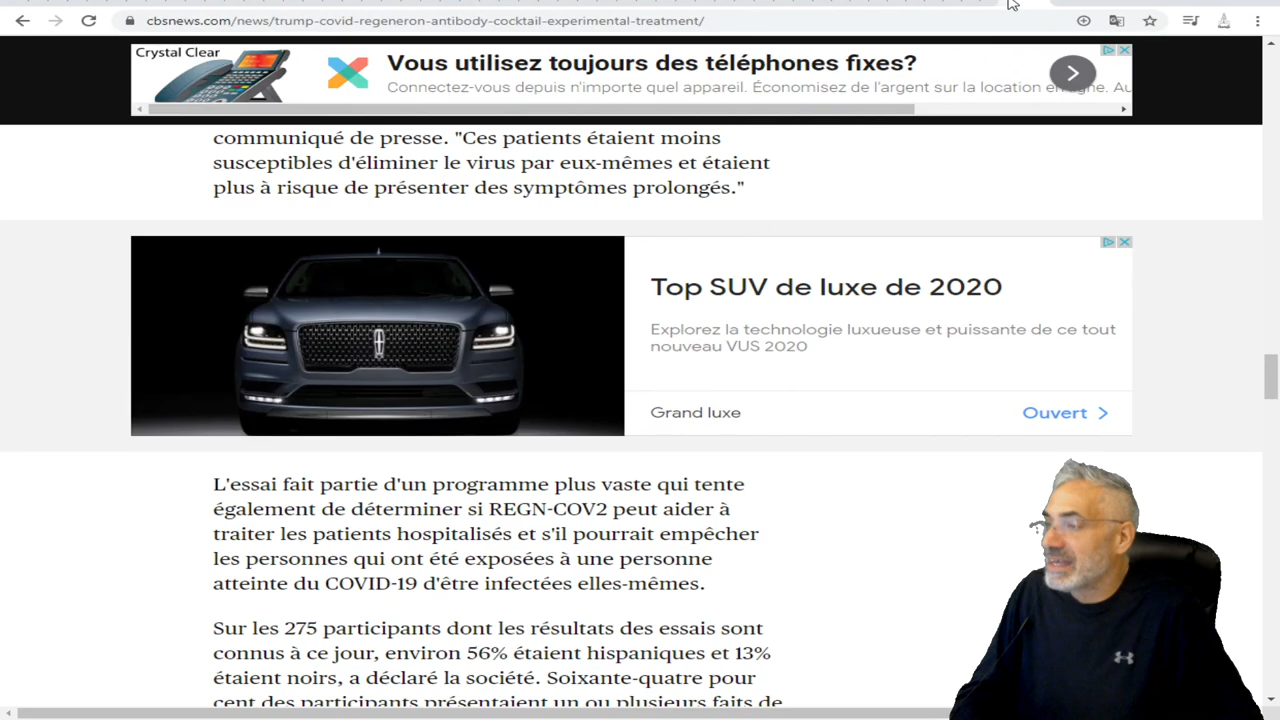 cbsnews.com/news/trump-covid-regeneron-antibody-cocktail-experimental-treatment/
Crystal Clear
Vous utilisez toujours des téléphones fixes?
Connectez-vous depuis n'importe quel appareil. Économisez de l'argent sur la location en ligne. Au
communiqué de presse. "Ces patients étaient moins
susceptibles d'éliminer le virus par eux-mêmes et étaient
plus à risque de présenter des symptômes prolongés."
Top SUV de luxe de 2020
Explorez la technologie luxueuse et puissante de ce tout
nouveau VUS 2020
Grand luxe
Ouvert
L'essai fait partie d'un programme plus vaste qui tente
également de déterminer si REGN-COV2 peut aider à
traiter les patients hospitalisés et s'il pourrait empêcher
les personnes qui ont été exposées à une personne
atteinte du COVID-19 d'être infectées elles-mêmes.
Sur les 275 participants dont les résultats des essais sont
connus à ce jour, environ 56% étaient hispaniques et 13%
étaient noirs, a déclaré la société. Soixante-quatre pour
cent des participants présentaient un ou plusieurs faits de